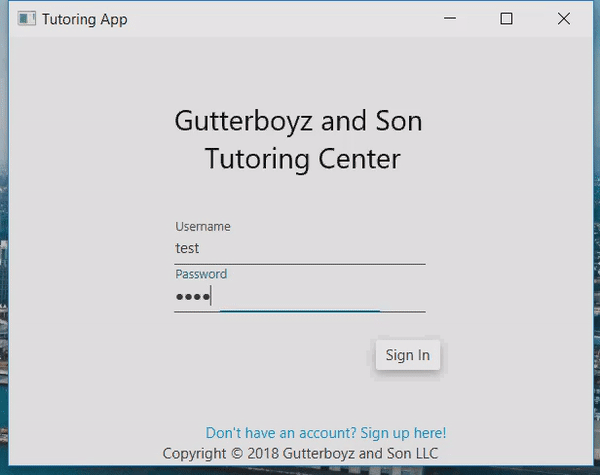 Tutoring App
Gutterboyz and Son
Tutoring Center
Username
test
Password
●●●●
Sign In
Don't have an account? Sign up here!
Copyright © 2018 Gutterboyz and Son LLC